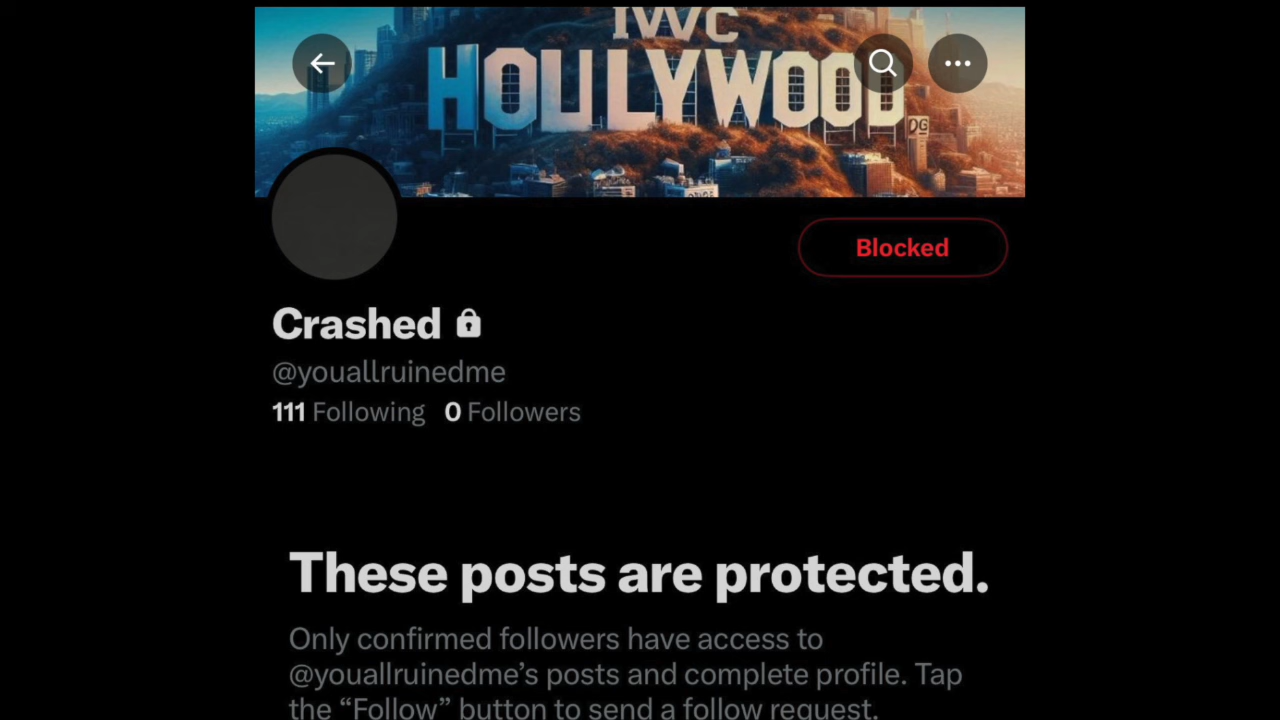 IVVC
HOLLYWOOD
DG
Blocked
Crashed
@youallruinedme
111 Following 0 Followers
These posts are protected.
Only confirmed followers have access to
@youallruinedme’s posts and complete profile. Tap
the “Follow” button to send a follow request.